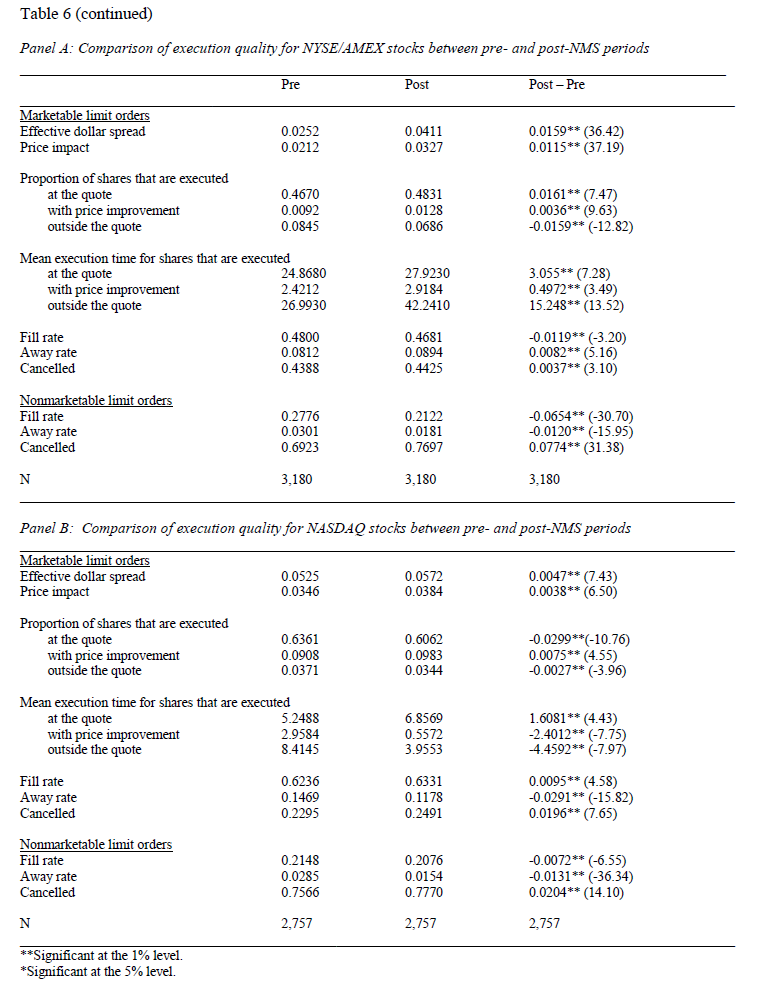 Table 6 (continued)
Panel A: Comparison of execution quality for NYSE/AMEX stocks between pre- and post-NMS periods
Pre Post Post – Pre
Marketable limit orders
Effective dollar spread 0.0252 0.0411 0.0159** (36.42)
Price impact 0.0212 0.0327 0.0115** (37.19)
Proportion of shares that are executed
at the quote 0.4670 0.4831 0.0161** (7.47)
with price improvement 0.0092 0.0128 0.0036** (9.63)
outside the quote 0.0845 0.0686 -0.0159** (-12.82)
Mean execution time for shares that are executed
at the quote 24.8680 27.9230 3.055** (7.28)
with price improvement 2.4212 2.9184 0.4972** (3.49)
outside the quote 26.9930 42.2410 15.248** (13.52)
Fill rate 0.4800 0.4681 -0.0119** (-3.20)
Away rate 0.0812 0.0894 0.0082** (5.16)
Cancelled 0.4388 0.4425 0.0037** (3.10)
Nonmarketable limit orders
Fill rate 0.2776 0.2122 -0.0654** (-30.70)
Away rate 0.0301 0.0181 -0.0120** (-15.95)
Cancelled 0.6923 0.7697 0.0774** (31.38)
N 3,180 3,180 3,180
Panel B: Comparison of execution quality for NASDAQ stocks between pre- and post-NMS periods
Marketable limit orders
Effective dollar spread 0.0525 0.0572 0.0047** (7.43)
Price impact 0.0346 0.0384 0.0038** (6.50)
Proportion of shares that are executed
at the quote 0.6361 0.6062 -0.0299**(-10.76)
with price improvement 0.0908 0.0983 0.0075** (4.55)
outside the quote 0.0371 0.0344 -0.0027** (-3.96)
Mean execution time for shares that are executed
at the quote 5.2488 6.8569 1.6081** (4.43)
with price improvement 2.9584 0.5572 -2.4012** (-7.75)
outside the quote 8.4145 3.9553 -4.4592** (-7.97)
Fill rate 0.6236 0.6331 0.0095** (4.58)
Away rate 0.1469 0.1178 -0.0291** (-15.82)
Cancelled 0.2295 0.2491 0.0196** (7.65)
Nonmarketable limit orders
Fill rate 0.2148 0.2076 -0.0072** (-6.55)
Away rate 0.0285 0.0154 -0.0131** (-36.34)
Cancelled 0.7566 0.7770 0.0204** (14.10)
N 2,757 2,757 2,757
**Significant at the 1% level.
*Significant at the 5% level.